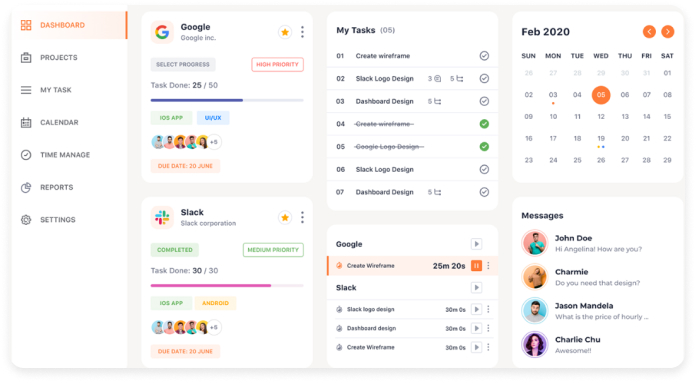 DASHBOARD
PROJECTS
MY TASK
CALENDAR
TIME MANAGE
REPORTS
SETTINGS
Google
Google inc.
SELECT PROGRESS HIGH PRIORITY
Task Done: 25 / 50
IOS APP UI/UX
+5
DUE DATE: 20 JUNE
Slack
Slack corporation
COMPLETED MEDIUM PRIORITY
Task Done: 30 / 30
IOS APP ANDROID
+5
DUE DATE: 20 JUNE
My Tasks (05)
01 Create wireframe
02 Slack Logo Design 3 5
03 Dashboard Design 5
04 Create wireframe
05 Google Logo Design
06 Slack Logo Design
07 Dashboard Design 5
Google
Create Wireframe 25m 20s
Slack
Slack logo design 30m 0s
Dashboard design 30m 0s
Create Wireframe 30m 0s
Feb 2020
SUN MON TUE WED THU FRI SAT
26 27 28 29 30 31 01
02 03 04 05 06 07 08
09 10 11 12 13 14 15
16 17 18 19 20 21 22
23 24 25 26 27 28 29
Messages
John Doe
Hi Angelina! How are you?
Charmie
Do you need that design?
Jason Mandela
What is the price of hourly ...
Charlie Chu
Awesome!!